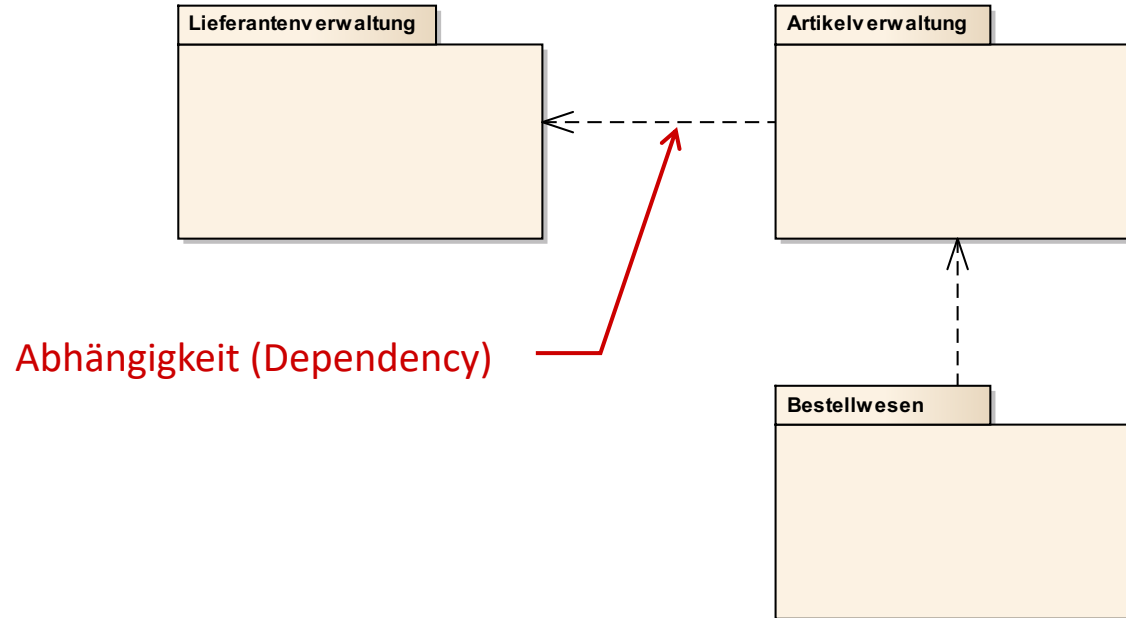 Lieferantenverwaltung
Artikelverwaltung
Abhängigkeit (Dependency)
Bestellwesen